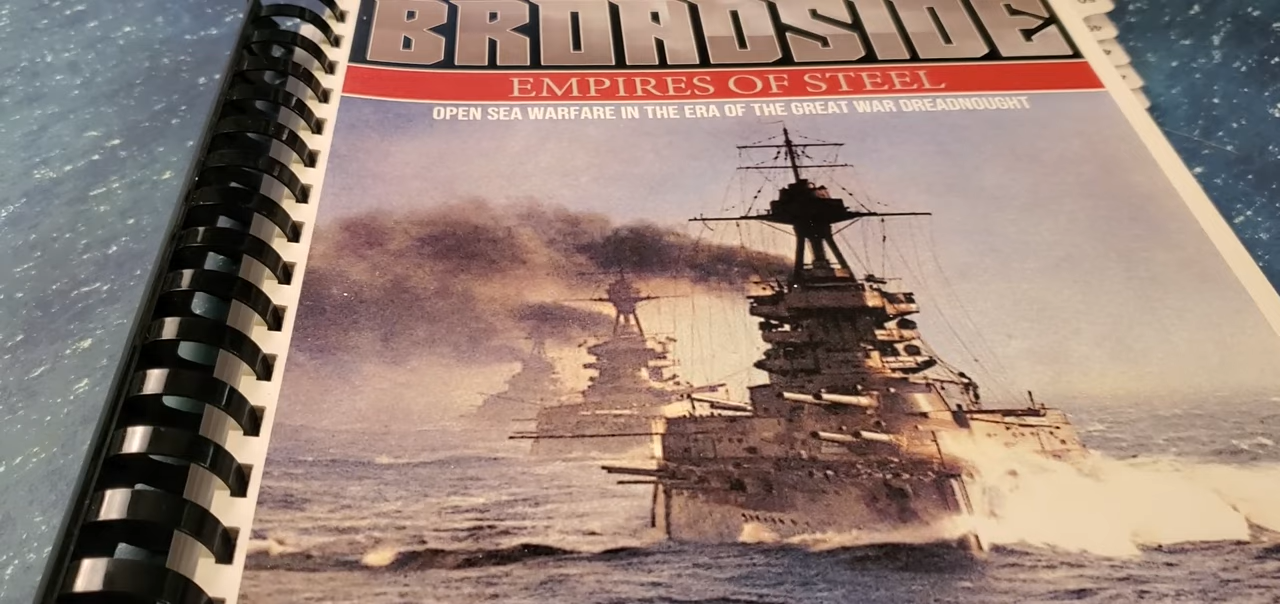 BROADSIDE
EMPIRES OF STEEL
OPEN SEA WARFARE IN THE ERA OF THE GREAT WAR DREADNOUGHT